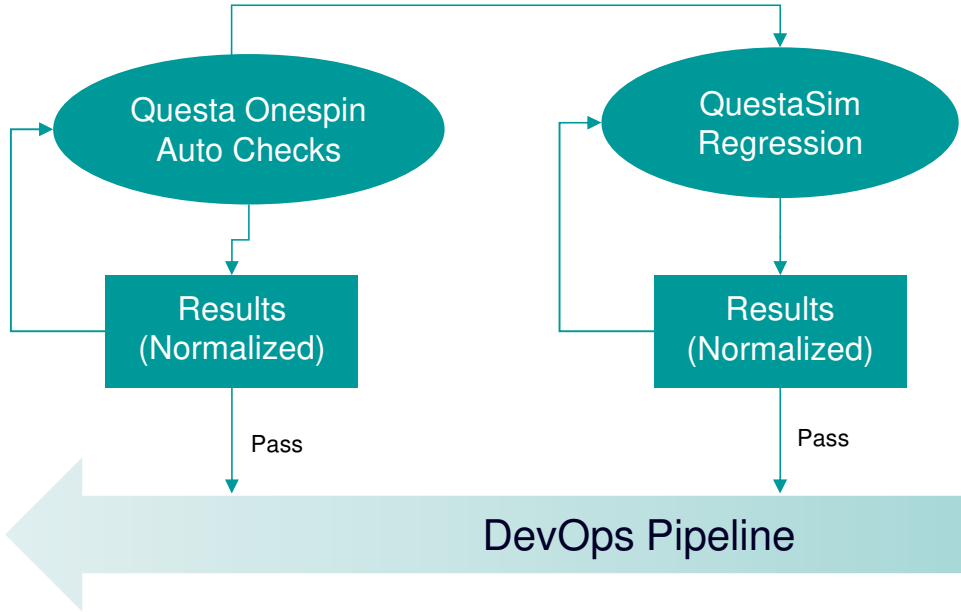 Questa Onespin
Auto Checks
QuestaSim
Regression
Results
(Normalized)
Results
(Normalized)
Pass
Pass
DevOps Pipeline